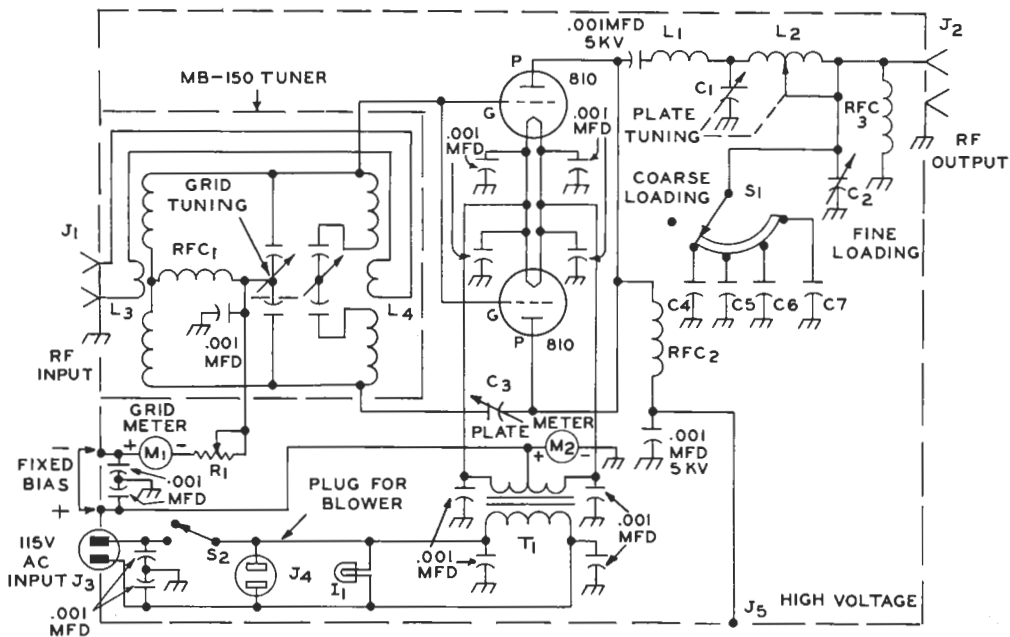 .001MFD
5KV
L1
L2
J2
MB-150 TUNER
P
810
G
C1
PLATE
TUNING
RFC
3
RF
OUTPUT
.001
MFD
.001
MFD
GRID
TUNING
COARSE
LOADING
S1
C2
FINE
LOADING
J1
RFC1
L3
L4
.001
MFD
G
P
810
C4
C5
C6
C7
RF
INPUT
RFC2
C3
PLATE
METER
GRID
METER
+
M1
-
R1
+
M2
-
.001
MFD
5KV
-
FIXED
BIAS
+
.001
MFD
PLUG FOR
BLOWER
115V
AC
INPUT J3
S2
J4
I1
T1
.001
MFD
.001
MFD
.001
MFD
J5
HIGH VOLTAGE